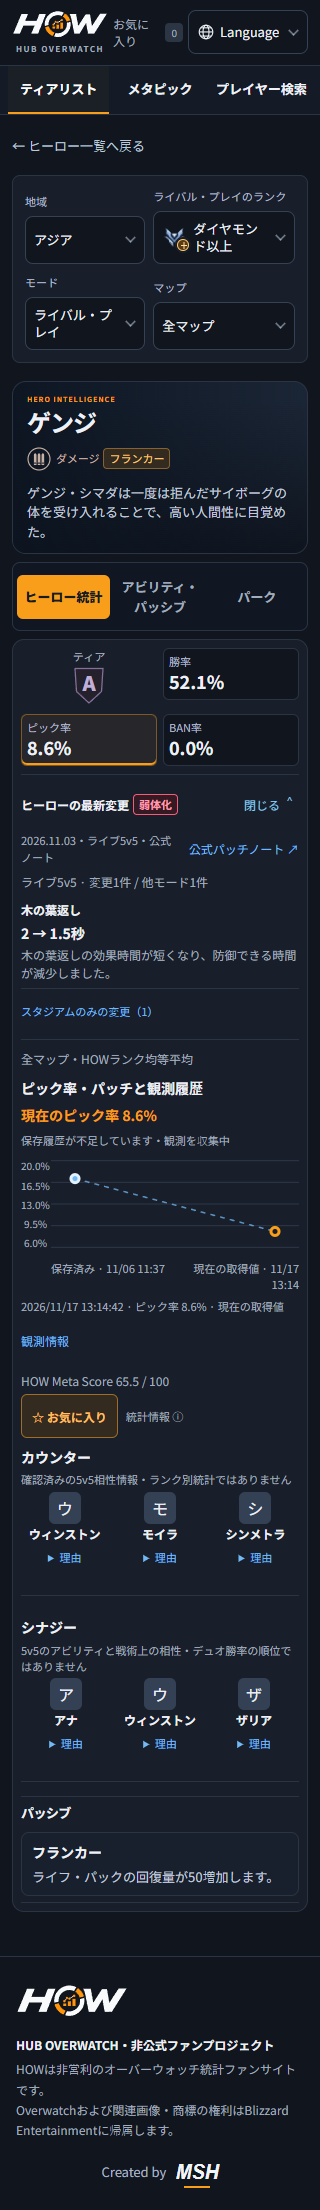 HOW
HUB OVERWATCH
お気に
入り
0
Language
ティアリスト
メタピック
プレイヤー検索
← ヒーロー一覧へ戻る
地域
ライバル・プレイのランク
アジア
ダイヤモン
ド以上
モード
マップ
ライバル・プ
レイ
全マップ
HERO INTELLIGENCE
ゲンジ
ダメージ
フランカー
ゲンジ・シマダは一度は拒んだサイボーグの
体を受け入れることで、高い人間性に目覚め
た。
ヒーロー統計
アビリティ・
パッシブ
パーク
ティア
A
勝率
52.1%
ピック率
8.6%
BAN率
0.0%
ヒーローの最新変更
弱体化
閉じる
2026.11.03・ライブ5v5・公式
ノート
公式パッチノート ↗
ライブ5v5 · 変更1件 / 他モード1件
木の葉返し
2 → 1.5秒
木の葉返しの効果時間が短くなり、防御できる時間
が減少しました。
スタジアムのみの変更（1）
全マップ・HOWランク均等平均
ピック率・パッチと観測履歴
現在のピック率 8.6%
保存履歴が不足しています・観測を収集中
20.0%
16.5%
13.0%
9.5%
6.0%
保存済み · 11/06 11:37
現在の取得値 · 11/17
13:14
2026/11/17 13:14:42 · ピック率 8.6% · 現在の取得値
観測情報
HOW Meta Score 65.5 / 100
☆ お気に入り
統計情報 ⓘ
カウンター
確認済みの5v5相性情報・ランク別統計ではありません
ウ
モ
シ
ウィンストン
モイラ
シンメトラ
▶ 理由
▶ 理由
▶ 理由
シナジー
5v5のアビリティと戦術上の相性・デュオ勝率の順位で
はありません
ア
ウ
ザ
アナ
ウィンストン
ザリア
▶ 理由
▶ 理由
▶ 理由
パッシブ
フランカー
ライフ・パックの回復量が50増加します。
HOW
HUB OVERWATCH・非公式ファンプロジェクト
HOWは非営利のオーバーウォッチ統計ファンサイト
です。
Overwatchおよび関連画像・商標の権利はBlizzard
Entertainmentに帰属します。
Created by MSH